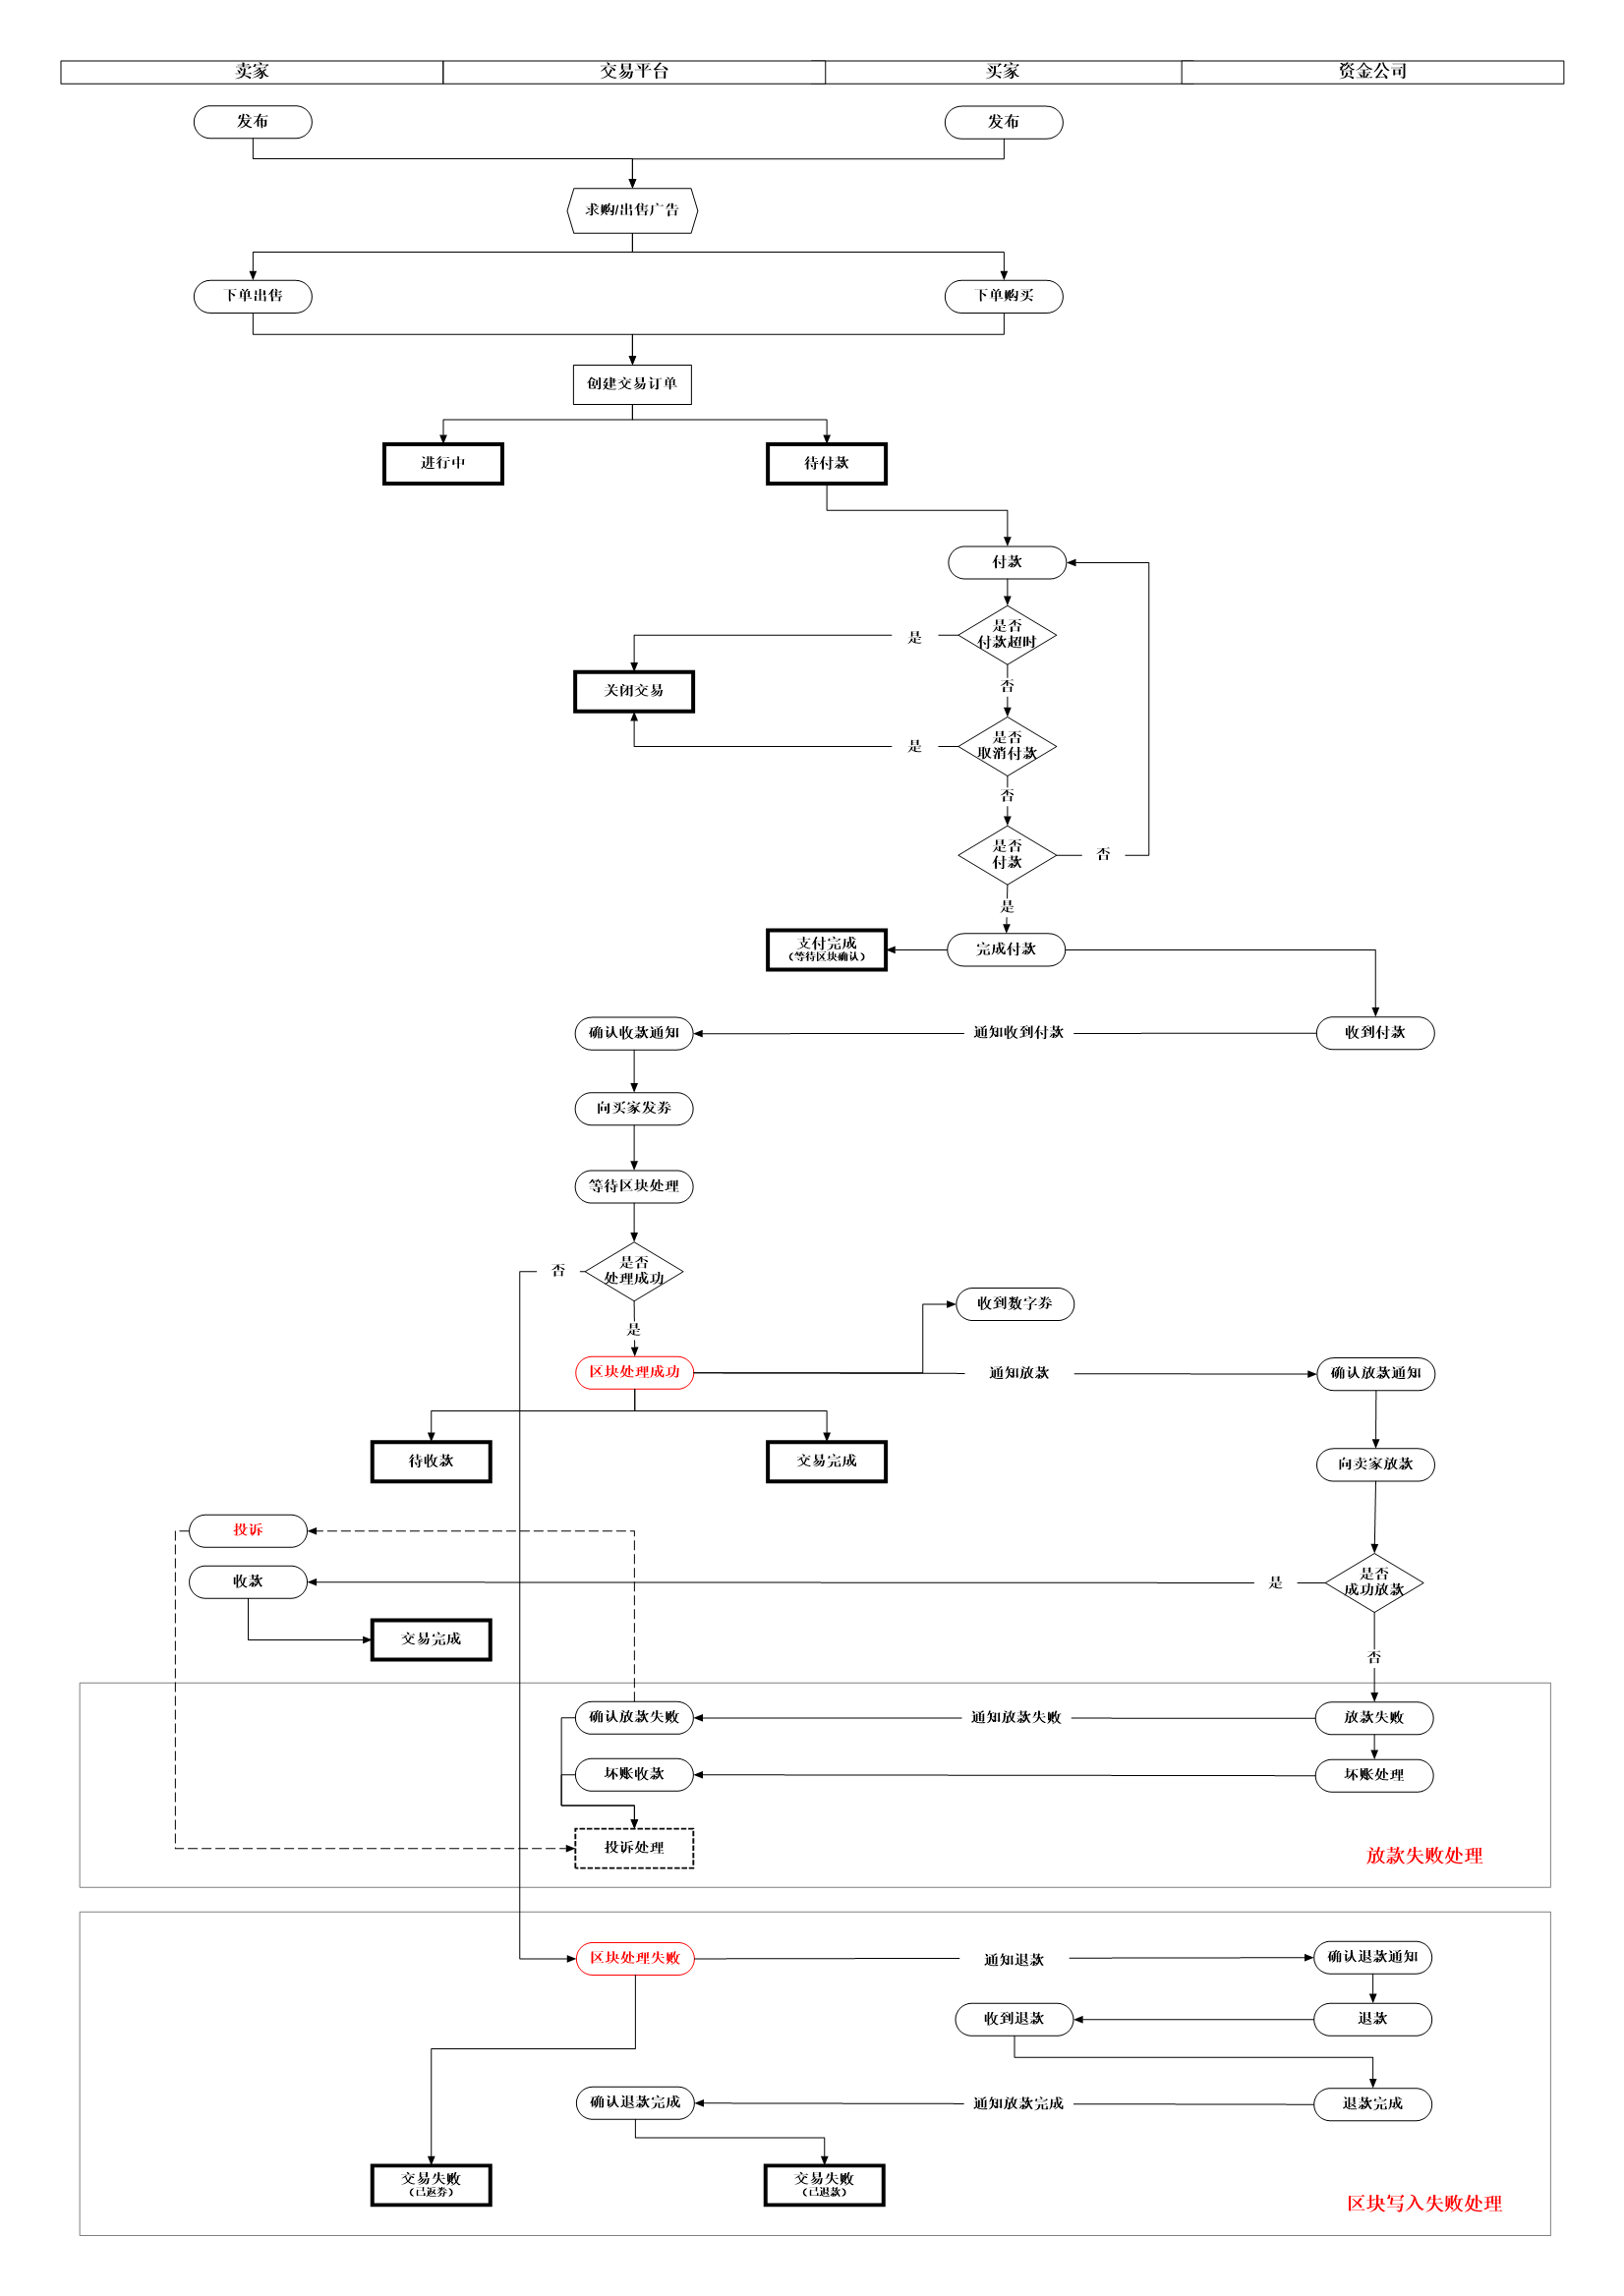 卖家
交易平台
买家
资金公司
发布
发布
求购/出售广告
下单出售
下单购买
创建交易订单
进行中
待付款
付款
是否
付款超时
是
关闭交易
否
是否
取消付款
是
否
是否
付款
否
是
支付完成
（等待区块确认）
完成付款
确认收款通知
通知收到付款
收到付款
向买家发券
等待区块处理
否
是否
处理成功
收到数字券
是
区块处理成功
通知放款
确认放款通知
待收款
交易完成
向卖家放款
投诉
收款
是
是否
成功放款
交易完成
否
确认放款失败
通知放款失败
放款失败
坏账收款
坏账处理
投诉处理
放款失败处理
区块处理失败
通知退款
确认退款通知
收到退款
退款
确认退款完成
通知放款完成
退款完成
交易失败
（已返券）
交易失败
（已退款）
区块写入失败处理